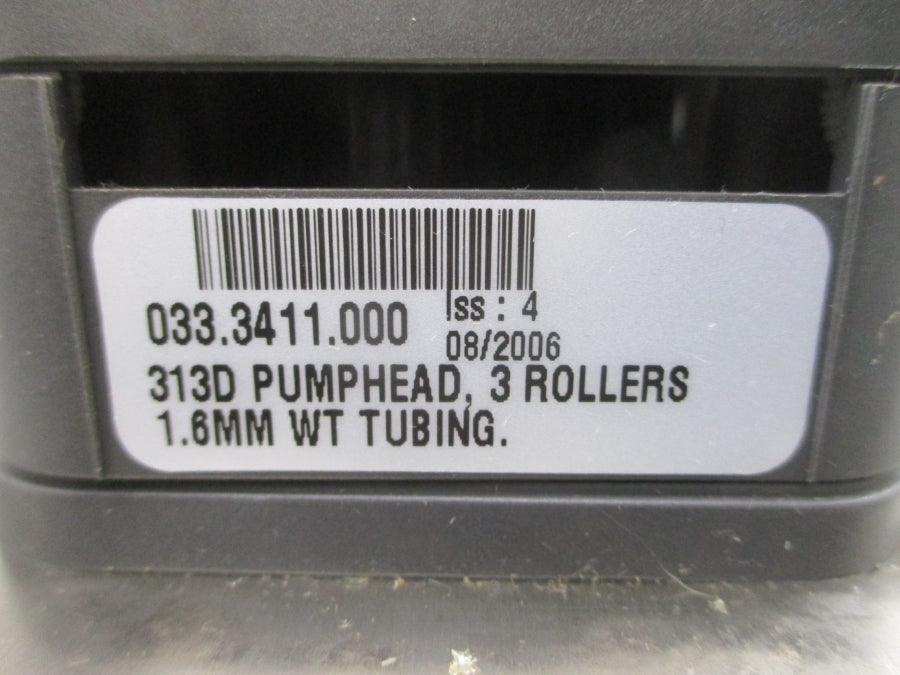 033.3411.000
Iss : 4
08/2006
313D PUMPHEAD, 3 ROLLERS
1.6MM WT TUBING.